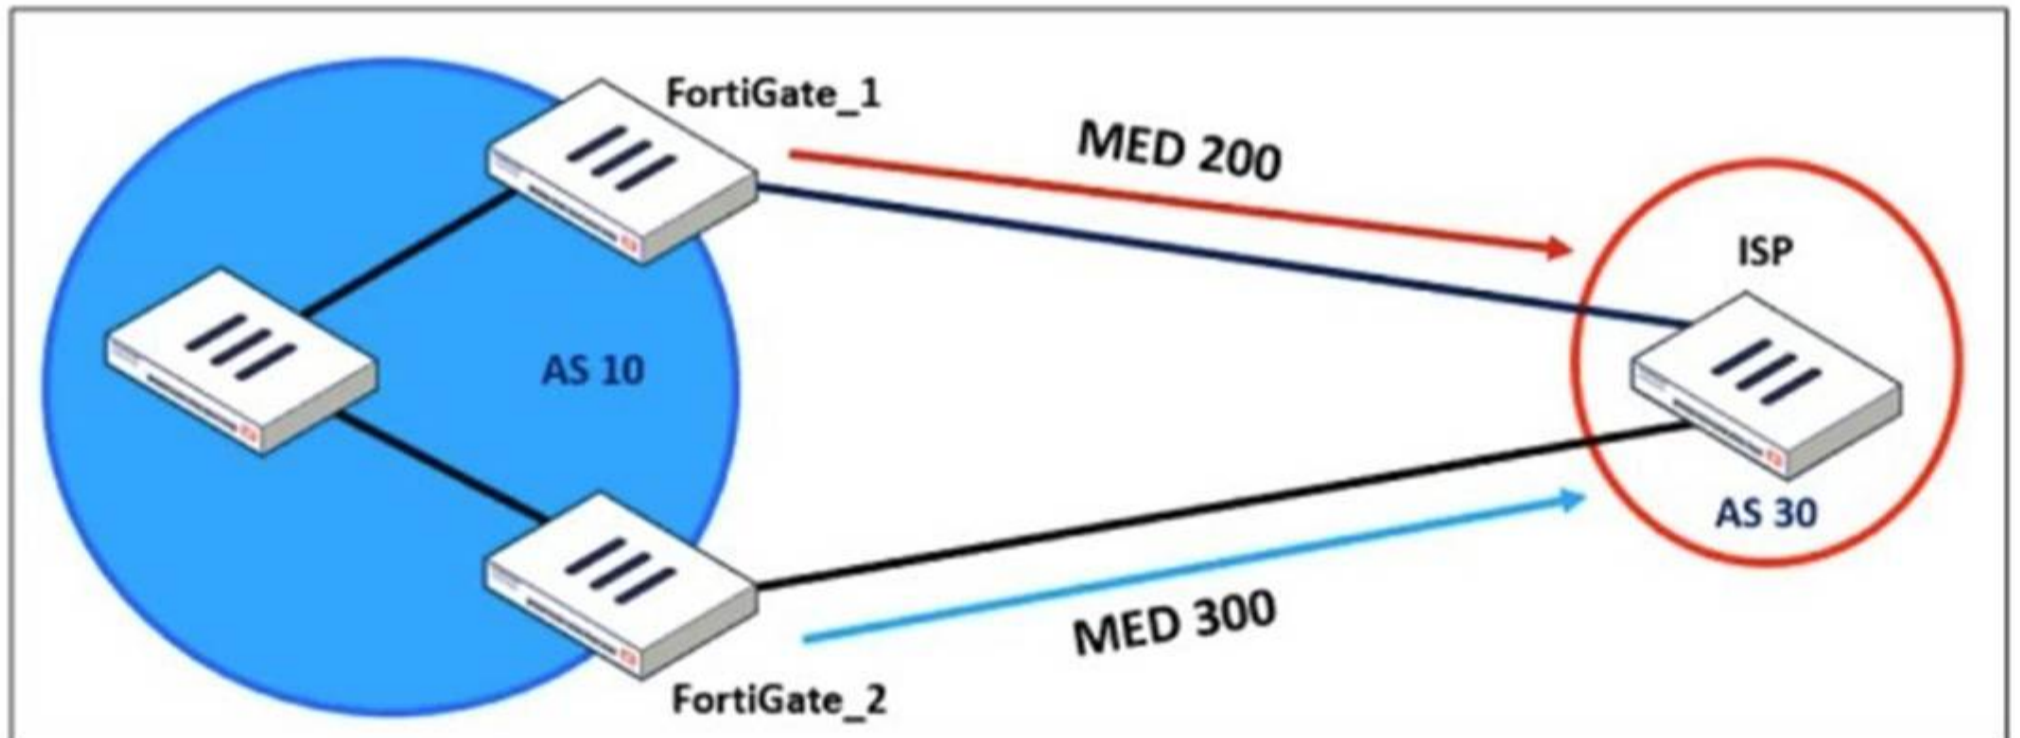 FortiGate_1
MED 200
ISP
AS 10
AS 30
MED 300
FortiGate_2